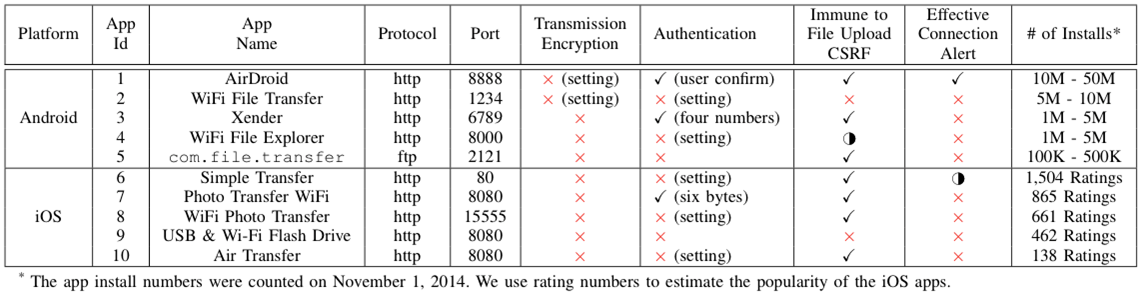 Platform App Id App Name Protocol Port Transmission Encryption Authentication Immune to File Upload CSRF Effective Connection Alert # of Installs*
Android
1 AirDroid http 8888 × (setting) ✓ (user confirm) ✓ ✓ 10M - 50M
2 WiFi File Transfer http 1234 × (setting) × (setting) × × 5M - 10M
3 Xender http 6789 × ✓ (four numbers) ✓ × 1M - 5M
4 WiFi File Explorer http 8000 × × (setting) ◑ × 1M - 5M
5 com.file.transfer ftp 2121 × × ✓ × 100K - 500K
iOS
6 Simple Transfer http 80 × × (setting) ✓ ◑ 1,504 Ratings
7 Photo Transfer WiFi http 8080 × ✓ (six bytes) ✓ × 865 Ratings
8 WiFi Photo Transfer http 15555 × × (setting) ✓ × 661 Ratings
9 USB & Wi-Fi Flash Drive http 8080 × × × × 462 Ratings
10 Air Transfer http 8080 × × (setting) ✓ × 138 Ratings
* The app install numbers were counted on November 1, 2014. We use rating numbers to estimate the popularity of the iOS apps.